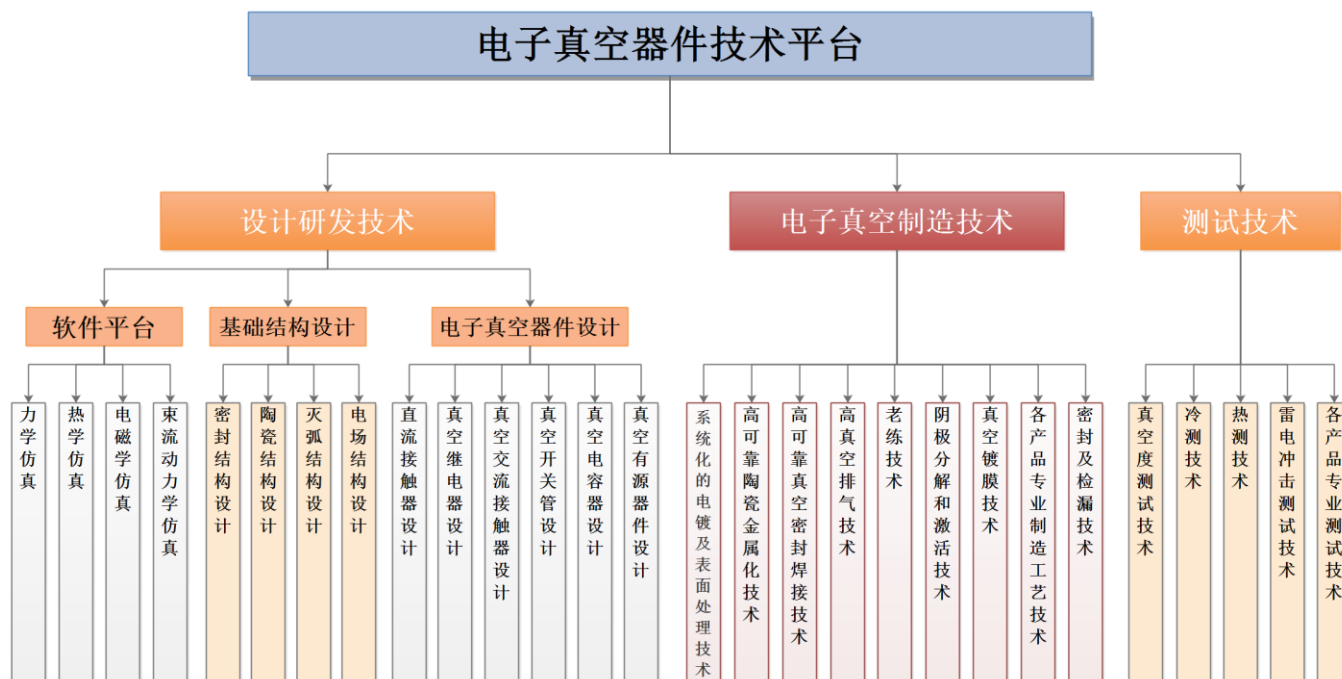 电子真空器件技术平台
设计研发技术
电子真空制造技术
测试技术
软件平台
基础结构设计
电子真空器件设计
力学仿真
热学仿真
电磁学仿真
束流动力学仿真
密封结构设计
陶瓷结构设计
灭弧结构设计
电场结构设计
直流接触器设计
真空继电器设计
真空交流接触器设计
真空开关管设计
真空电容器设计
真空有源器件设计
系统化的电镀及表面处理技术
高可靠陶瓷金属化技术
高可靠真空密封焊接技术
高真空排气技术
老练技术
阴极分解和激活技术
真空镀膜技术
各产品专业制造工艺技术
密封及检漏技术
真空度测试技术
冷测技术
热测技术
雷电冲击测试技术
各产品专业测试技术